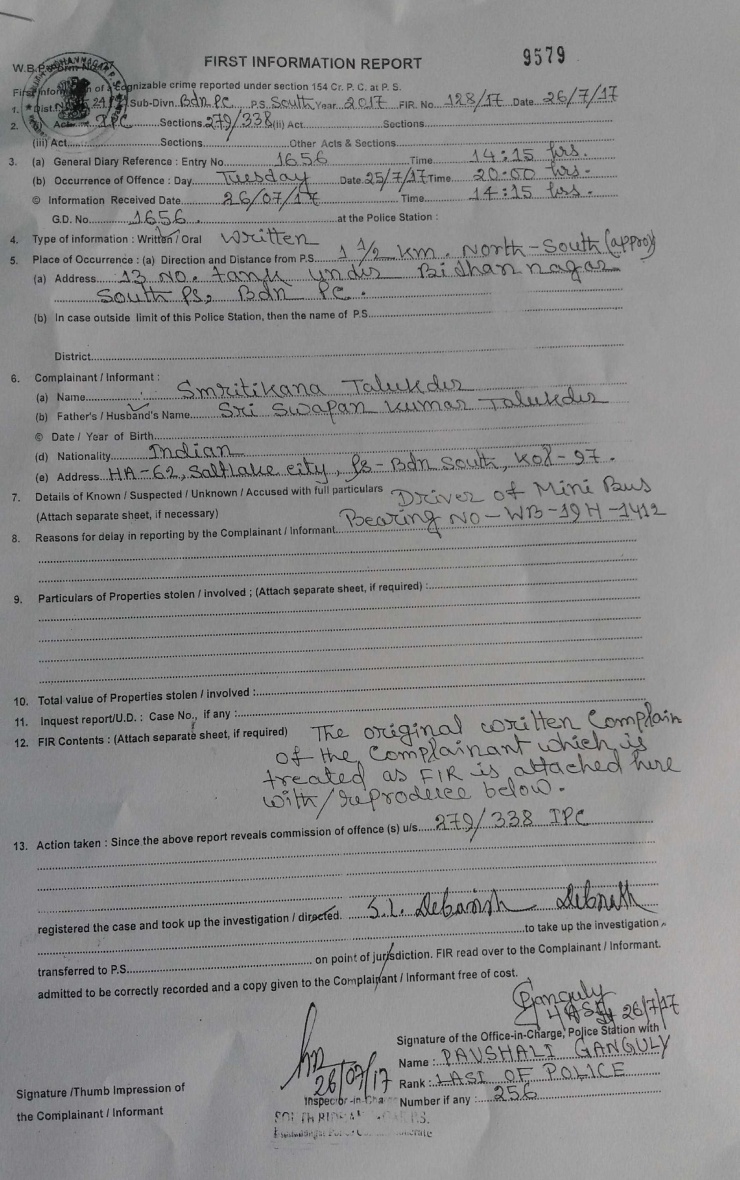 FIRST INFORMATION REPORT 9579
W.B.P.
First Inform of a Cognizable crime reported under section 154 Cr. P. C. at P. S.
1. Dist. Sub-Divn. Bdn PC P.S. South Year 2017 FIR. No. 128/17 Date 26/7/17
2. Act IPC Sections 279/338 (ii) Act Sections
(iii) Act Sections Other Acts & Sections
3. (a) General Diary Reference : Entry No. 1656 Time 14:15 hrs.
(b) Occurrence of Offence : Day Tuesday Date 25/7/17 Time 20:00 hrs.
© Information Received Date 26/07/17 Time 14:15 hrs.
G.D. No. 1656 at the Police Station :
4. Type of information : Written / Oral Written
5. Place of Occurrence : (a) Direction and Distance from P.S. 1 1/2 km. North-South (approx)
(a) Address 13 No. tank under Bidhannagar
South PS, Bdn PC.
(b) In case outside limit of this Police Station, then the name of P.S.
District
6. Complainant / Informant :
(a) Name Smritikana Talukder
(b) Father's / Husband's Name Sri Swapan Kumar Talukder
© Date / Year of Birth
(d) Nationality Indian
(e) Address HA-62, Saltlake city, PS- Bdn South, Kol-97.
7. Details of Known / Suspected / Unknown / Accused with full particulars Driver of Mini Bus
(Attach separate sheet, if necessary) Bearing No- WB-19H-1412
8. Reasons for delay in reporting by the Complainant / Informant
9. Particulars of Properties stolen / involved ; (Attach separate sheet, if required) :
10. Total value of Properties stolen / involved :
11. Inquest report/U.D. : Case No., if any :
12. FIR Contents : (Attach separate sheet, if required) The original written Complain
of the Complainant which is
treated as FIR is attached here
with/reproduce below.
13. Action taken : Since the above report reveals commission of offence (s) u/s. 279/338 IPC
registered the case and took up the investigation / directed. S.I. Debasish Debnath
to take up the investigation
transferred to P.S. on point of jurisdiction. FIR read over to the Complainant / Informant.
admitted to be correctly recorded and a copy given to the Complainant / Informant free of cost.
PGanguly
LASI 26/7/17
Signature of the Office-in-Charge, Police Station with
26/07/17 Name : PAUSHALI GANGULY
Inspector-in-Cha Rank : LASI OF POLICE
Signature /Thumb Impression of Number if any : 256
the Complainant / Informant